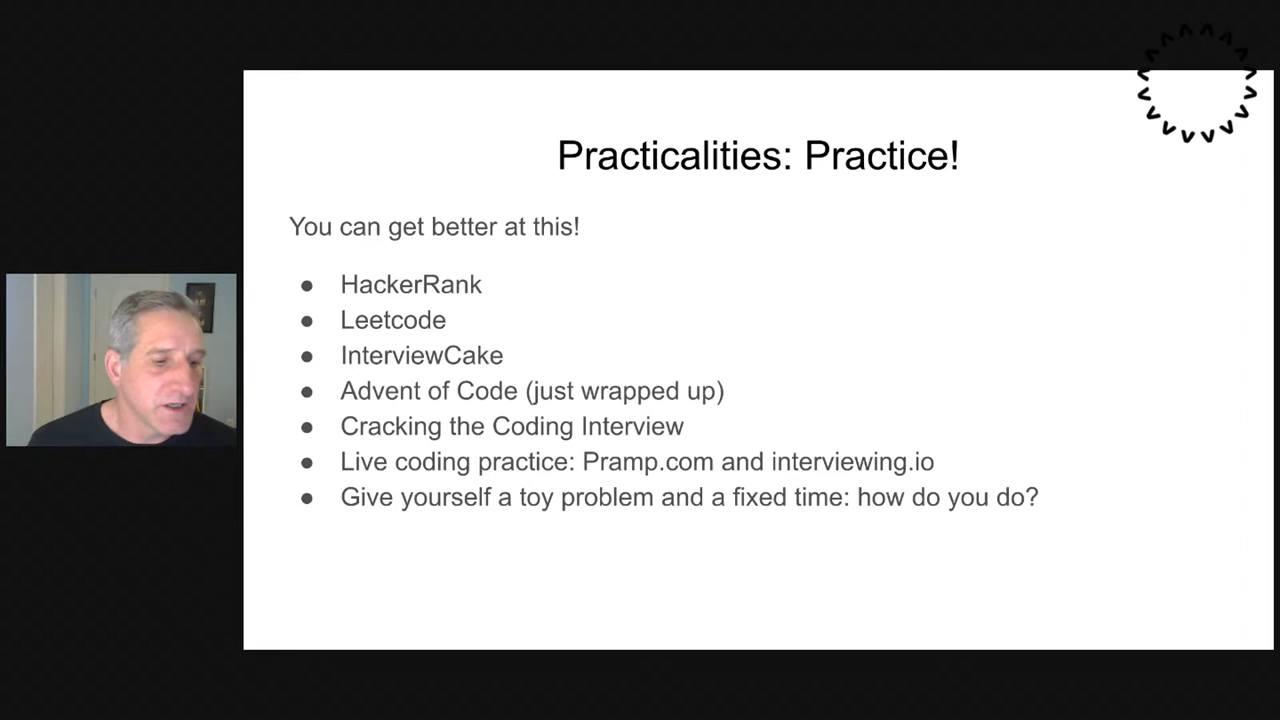 Practicalities: Practice!
You can get better at this!
● HackerRank
● Leetcode
● InterviewCake
● Advent of Code (just wrapped up)
● Cracking the Coding Interview
● Live coding practice: Pramp.com and interviewing.io
● Give yourself a toy problem and a fixed time: how do you do?